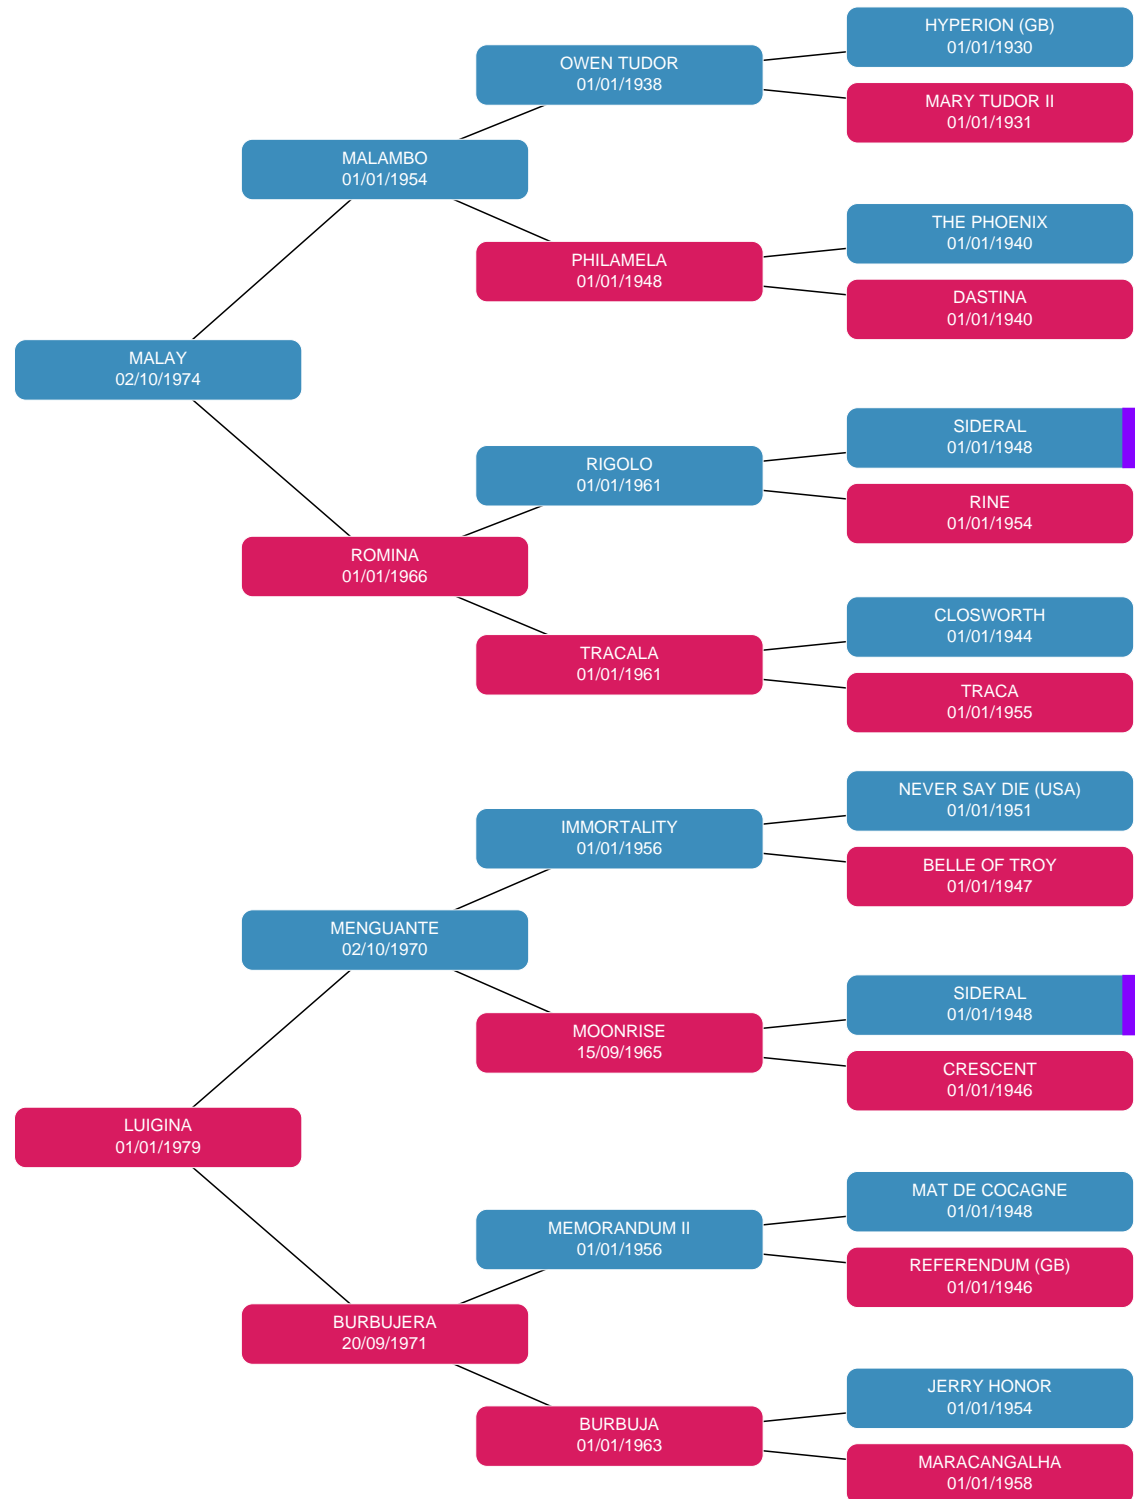 HYPERION (GB)
01/01/1930
OWEN TUDOR
01/01/1938
MARY TUDOR II
01/01/1931
MALAMBO
01/01/1954
THE PHOENIX
01/01/1940
PHILAMELA
01/01/1948
DASTINA
01/01/1940
MALAY
02/10/1974
SIDERAL
01/01/1948
RIGOLO
01/01/1961
RINE
01/01/1954
ROMINA
01/01/1966
CLOSWORTH
01/01/1944
TRACALA
01/01/1961
TRACA
01/01/1955
NEVER SAY DIE (USA)
01/01/1951
IMMORTALITY
01/01/1956
BELLE OF TROY
01/01/1947
MENGUANTE
02/10/1970
SIDERAL
01/01/1948
MOONRISE
15/09/1965
CRESCENT
01/01/1946
LUIGINA
01/01/1979
MAT DE COCAGNE
01/01/1948
MEMORANDUM II
01/01/1956
REFERENDUM (GB)
01/01/1946
BURBUJERA
20/09/1971
JERRY HONOR
01/01/1954
BURBUJA
01/01/1963
MARACANGALHA
01/01/1958